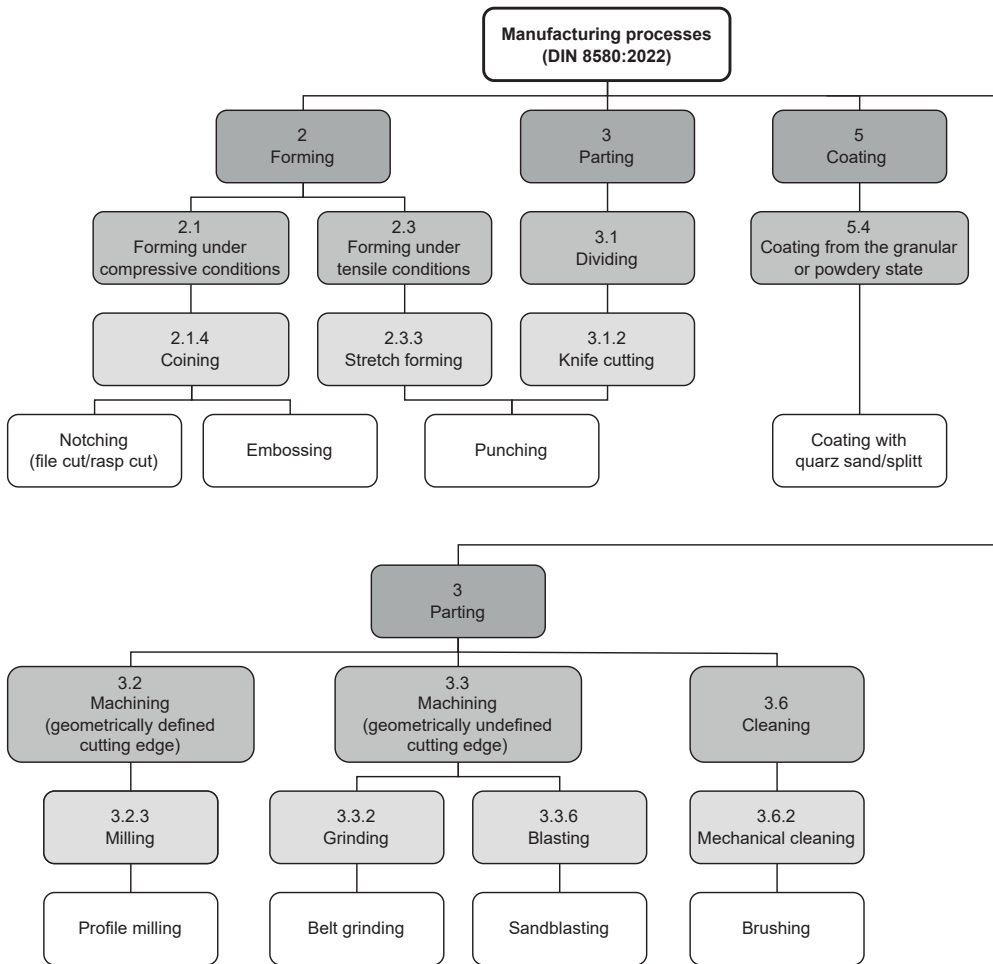 Manufacturing processes
(DIN 8580:2022)
2
Forming
3
Parting
5
Coating
2.1
Forming under
compressive conditions
2.3
Forming under
tensile conditions
3.1
Dividing
5.4
Coating from the granular
or powdery state
2.1.4
Coining
2.3.3
Stretch forming
3.1.2
Knife cutting
Notching
(file cut/rasp cut)
Embossing
Punching
Coating with
quarz sand/splitt
3
Parting
3.2
Machining
(geometrically defined
cutting edge)
3.3
Machining
(geometrically undefined
cutting edge)
3.6
Cleaning
3.2.3
Milling
3.3.2
Grinding
3.3.6
Blasting
3.6.2
Mechanical cleaning
Profile milling
Belt grinding
Sandblasting
Brushing